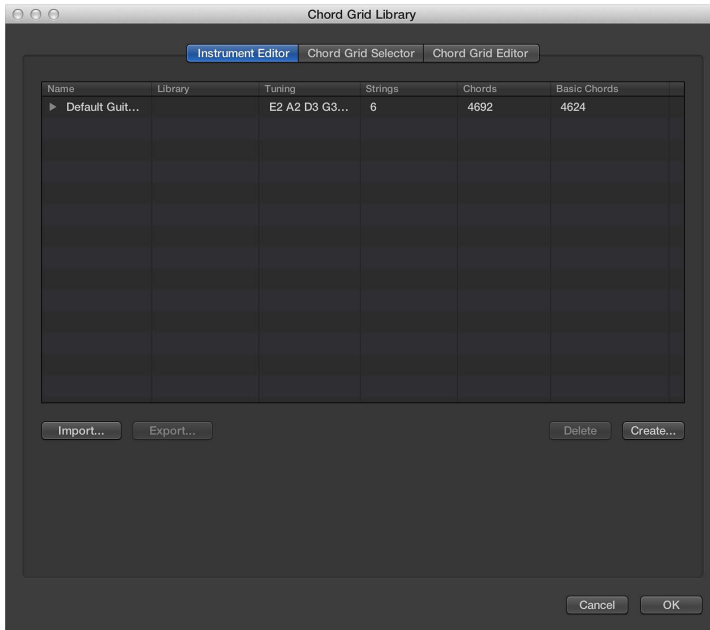 Chord Grid Library
Instrument Editor Chord Grid Selector Chord Grid Editor
Name Library Tuning Strings Chords Basic Chords
Default Guit... E2 A2 D3 G3... 6 4692 4624
Import... Export... Delete Create...
Cancel OK